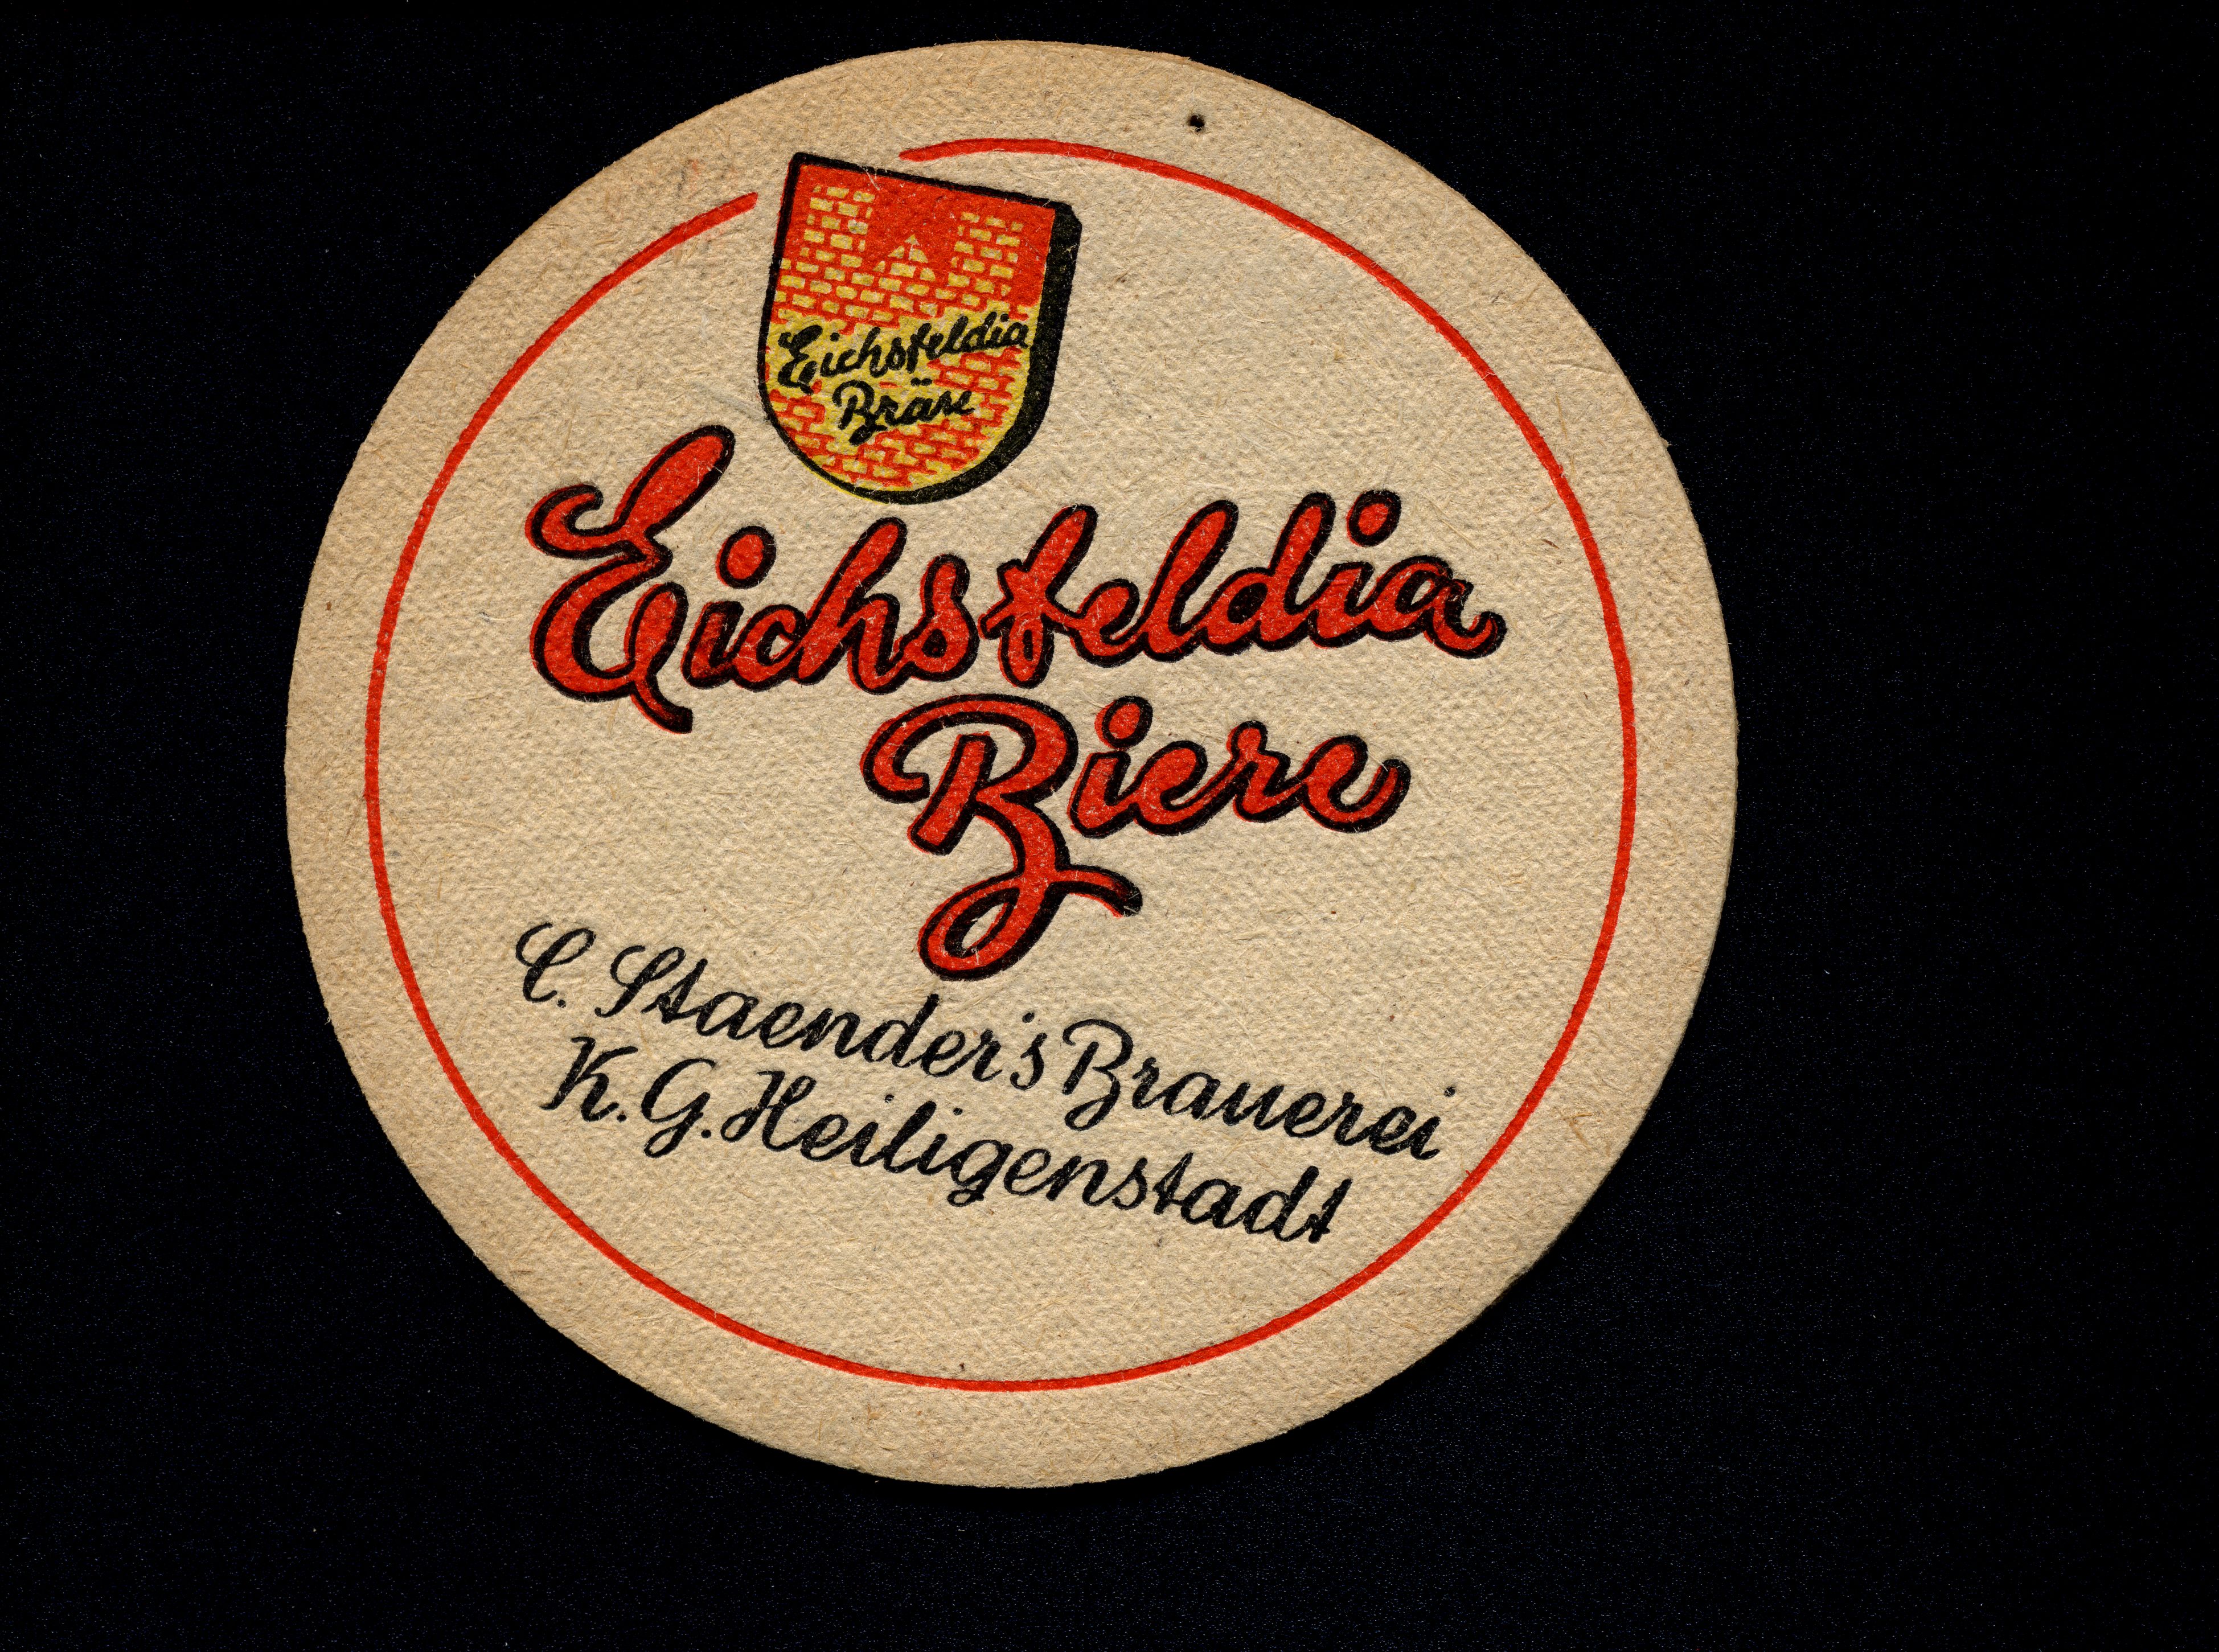 Eichsfeldia
Bräu
Eichsfeldia
Biere
C. Staender's Brauerei
K.G. Heiligenstadt